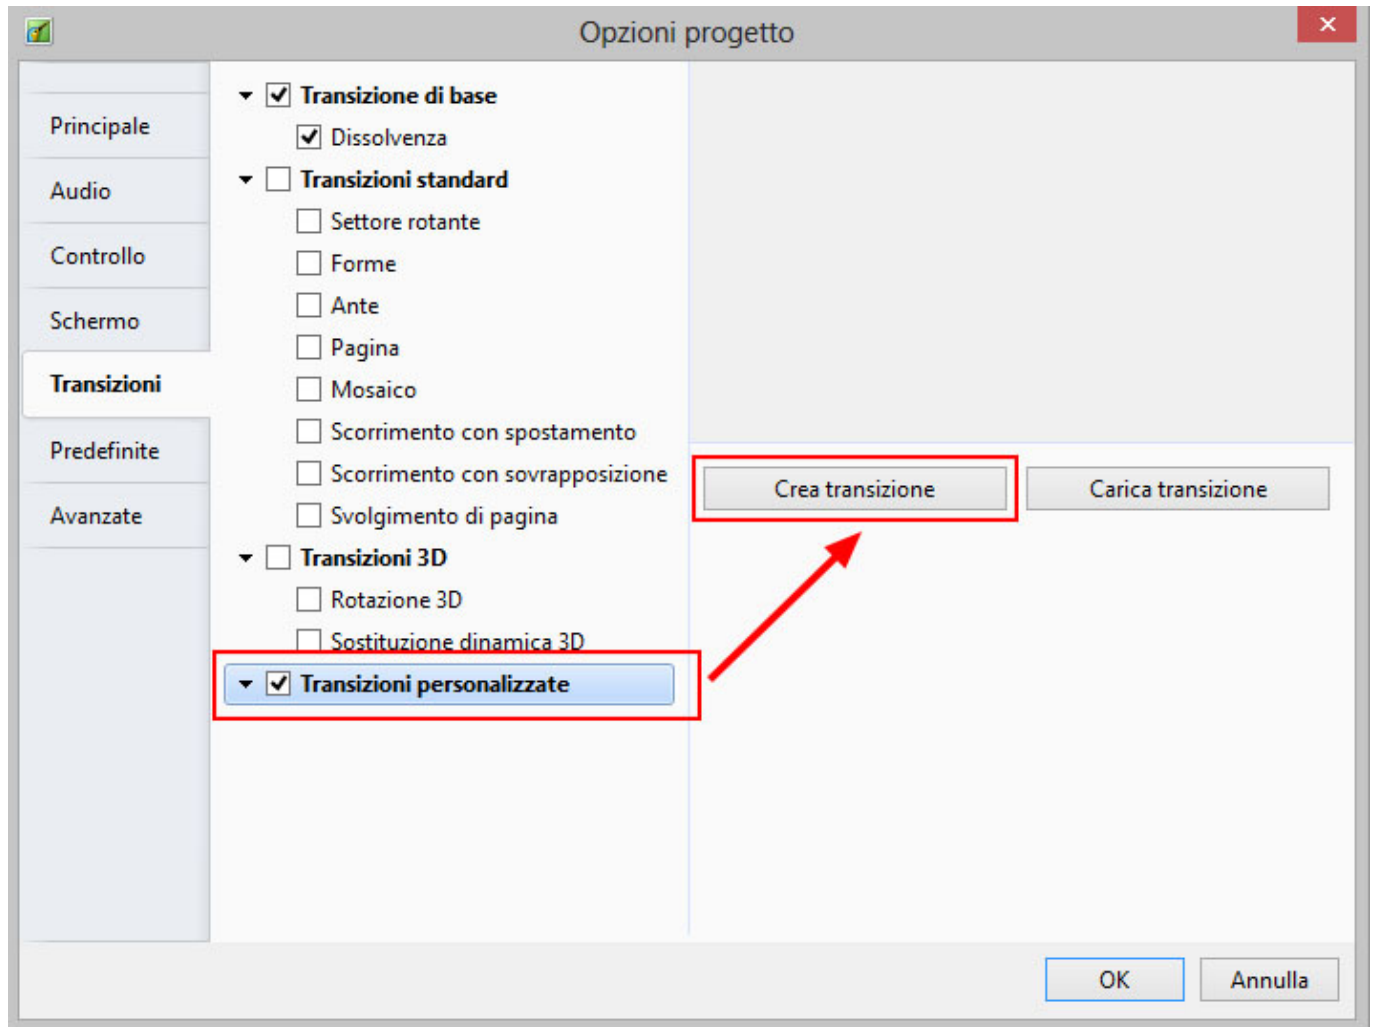 Opzioni progetto
Principale
Audio
Controllo
Schermo
Transizioni
Predefinite
Avanzate
Transizione di base
Dissolvenza
Transizioni standard
Settore rotante
Forme
Ante
Pagina
Mosaico
Scorrimento con spostamento
Scorrimento con sovrapposizione
Svolgimento di pagina
Transizioni 3D
Rotazione 3D
Sostituzione dinamica 3D
Transizioni personalizzate
Crea transizione
Carica transizione
OK
Annulla